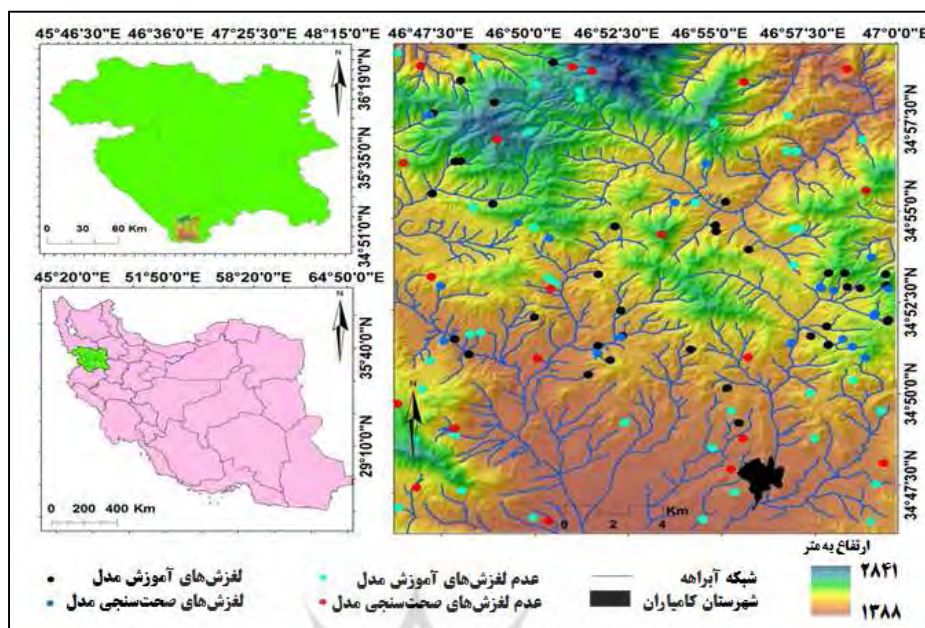 45°46'30"E 46°36'0"E 47°25'30"E 48°15'0"E
36°19'0"N
35°35'0"N
34°51'0"N
N
0 30 60 Km
45°20'0"E 51°50'0"E 58°20'0"E 64°50'0"E
35°40'0"N
29°10'0"N
N
0 200 400 Km
46°47'30"E 46°50'0"E 46°52'30"E 46°55'0"E 46°57'30"E 47°0'0"E
34°57'30"N
34°55'0"N
34°52'30"N
34°50'0"N
34°47'30"N
N
0 2 4 Km
ارتفاع به متر
۲۸۴۱
۱۳۸۸
شبکه آبراهه
شهرستان کامیاران
عدم لغزش‌های آموزش مدل
عدم لغزش‌های صحت‌سنجی مدل
لغزش‌های آموزش مدل
لغزش‌های صحت‌سنجی مدل